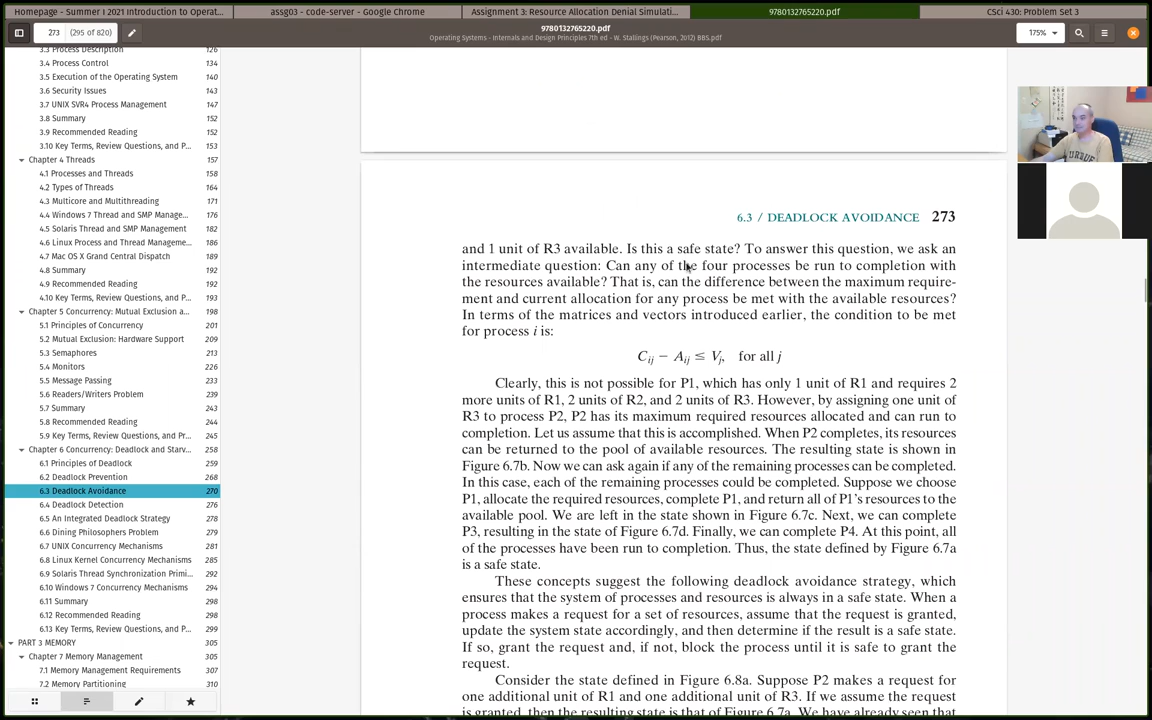 Homepage - Summer I 2021 Introduction to Operat...
assg03 - code-server - Google Chrome
Assignment 3: Resource Allocation Denial Simulati...
9780132765220.pdf
CSci 430: Problem Set 3
273 (295 of 820)
9780132765220.pdf
Operating Systems - Internals and Design Principles 7th ed - W. Stallings (Pearson, 2012) BBS.pdf
175%
3.3 Process Description 126
3.4 Process Control 134
3.5 Execution of the Operating System 140
3.6 Security Issues 143
3.7 UNIX SVR4 Process Management 147
3.8 Summary 152
3.9 Recommended Reading 152
3.10 Key Terms, Review Questions, and P... 153
Chapter 4 Threads 157
4.1 Processes and Threads 158
4.2 Types of Threads 164
4.3 Multicore and Multithreading 171
4.4 Windows 7 Thread and SMP Manage... 176
4.5 Solaris Thread and SMP Management 182
4.6 Linux Process and Thread Manageme... 186
4.7 Mac OS X Grand Central Dispatch 189
4.8 Summary 192
4.9 Recommended Reading 192
4.10 Key Terms, Review Questions, and P... 193
Chapter 5 Concurrency: Mutual Exclusion a... 198
5.1 Principles of Concurrency 201
5.2 Mutual Exclusion: Hardware Support 209
5.3 Semaphores 213
5.4 Monitors 226
5.5 Message Passing 233
5.6 Readers/Writers Problem 239
5.7 Summary 243
5.8 Recommended Reading 244
5.9 Key Terms, Review Questions, and Pr... 245
Chapter 6 Concurrency: Deadlock and Starv... 258
6.1 Principles of Deadlock 259
6.2 Deadlock Prevention 268
6.3 Deadlock Avoidance 270
6.4 Deadlock Detection 276
6.5 An Integrated Deadlock Strategy 278
6.6 Dining Philosophers Problem 279
6.7 UNIX Concurrency Mechanisms 281
6.8 Linux Kernel Concurrency Mechanisms 285
6.9 Solaris Thread Synchronization Primi... 292
6.10 Windows 7 Concurrency Mechanisms 294
6.11 Summary 298
6.12 Recommended Reading 298
6.13 Key Terms, Review Questions, and P... 299
PART 3 MEMORY 305
Chapter 7 Memory Management 305
7.1 Memory Management Requirements 307
7.2 Memory Partitioning 310
6.3 / DEADLOCK AVOIDANCE 273
and 1 unit of R3 available. Is this a safe state? To answer this question, we ask an
intermediate question: Can any of the four processes be run to completion with
the resources available? That is, can the difference between the maximum require-
ment and current allocation for any process be met with the available resources?
In terms of the matrices and vectors introduced earlier, the condition to be met
for process i is:
Cij − Aij ≤ Vj, for all j
Clearly, this is not possible for P1, which has only 1 unit of R1 and requires 2
more units of R1, 2 units of R2, and 2 units of R3. However, by assigning one unit of
R3 to process P2, P2 has its maximum required resources allocated and can run to
completion. Let us assume that this is accomplished. When P2 completes, its resources
can be returned to the pool of available resources. The resulting state is shown in
Figure 6.7b. Now we can ask again if any of the remaining processes can be completed.
In this case, each of the remaining processes could be completed. Suppose we choose
P1, allocate the required resources, complete P1, and return all of P1's resources to the
available pool. We are left in the state shown in Figure 6.7c. Next, we can complete
P3, resulting in the state of Figure 6.7d. Finally, we can complete P4. At this point, all
of the processes have been run to completion. Thus, the state defined by Figure 6.7a
is a safe state.
These concepts suggest the following deadlock avoidance strategy, which
ensures that the system of processes and resources is always in a safe state. When a
process makes a request for a set of resources, assume that the request is granted,
update the system state accordingly, and then determine if the result is a safe state.
If so, grant the request and, if not, block the process until it is safe to grant the
request.
Consider the state defined in Figure 6.8a. Suppose P2 makes a request for
one additional unit of R1 and one additional unit of R3. If we assume the request
is granted, then the resulting state is that of Figure 6.7a. We have already seen that